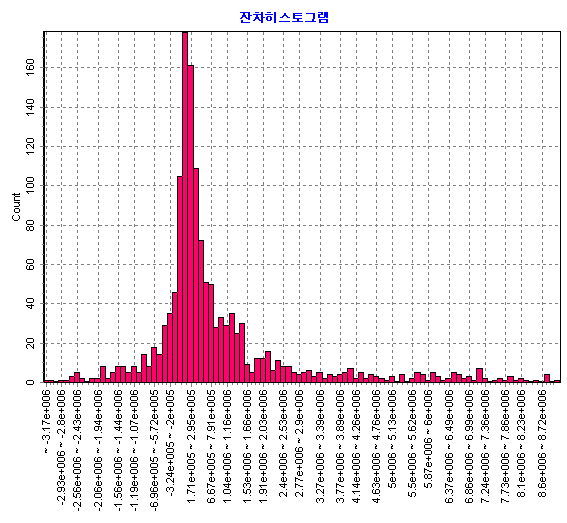 잔차히스토그램
160
140
120
100
80
60
40
20
0
Count
~ -3.17e+006
-2.93e+006 ~ -2.8e+006
-2.56e+006 ~ -2.43e+006
-2.06e+006 ~ -1.94e+006
-1.56e+006 ~ -1.44e+006
-1.19e+006 ~ -1.07e+006
-6.96e+005 ~ -5.72e+005
-3.24e+005 ~ -2e+005
1.71e+005 ~ 2.95e+005
6.67e+005 ~ 7.91e+005
1.04e+006 ~ 1.16e+006
1.53e+006 ~ 1.66e+006
1.91e+006 ~ 2.03e+006
2.4e+006 ~ 2.53e+006
2.77e+006 ~ 2.9e+006
3.27e+006 ~ 3.39e+006
3.77e+006 ~ 3.89e+006
4.14e+006 ~ 4.26e+006
4.63e+006 ~ 4.76e+006
5e+006 ~ 5.13e+006
5.5e+006 ~ 5.62e+006
5.87e+006 ~ 6e+006
6.37e+006 ~ 6.49e+006
6.86e+006 ~ 6.99e+006
7.24e+006 ~ 7.36e+006
7.73e+006 ~ 7.86e+006
8.1e+006 ~ 8.23e+006
8.6e+006 ~ 8.72e+006